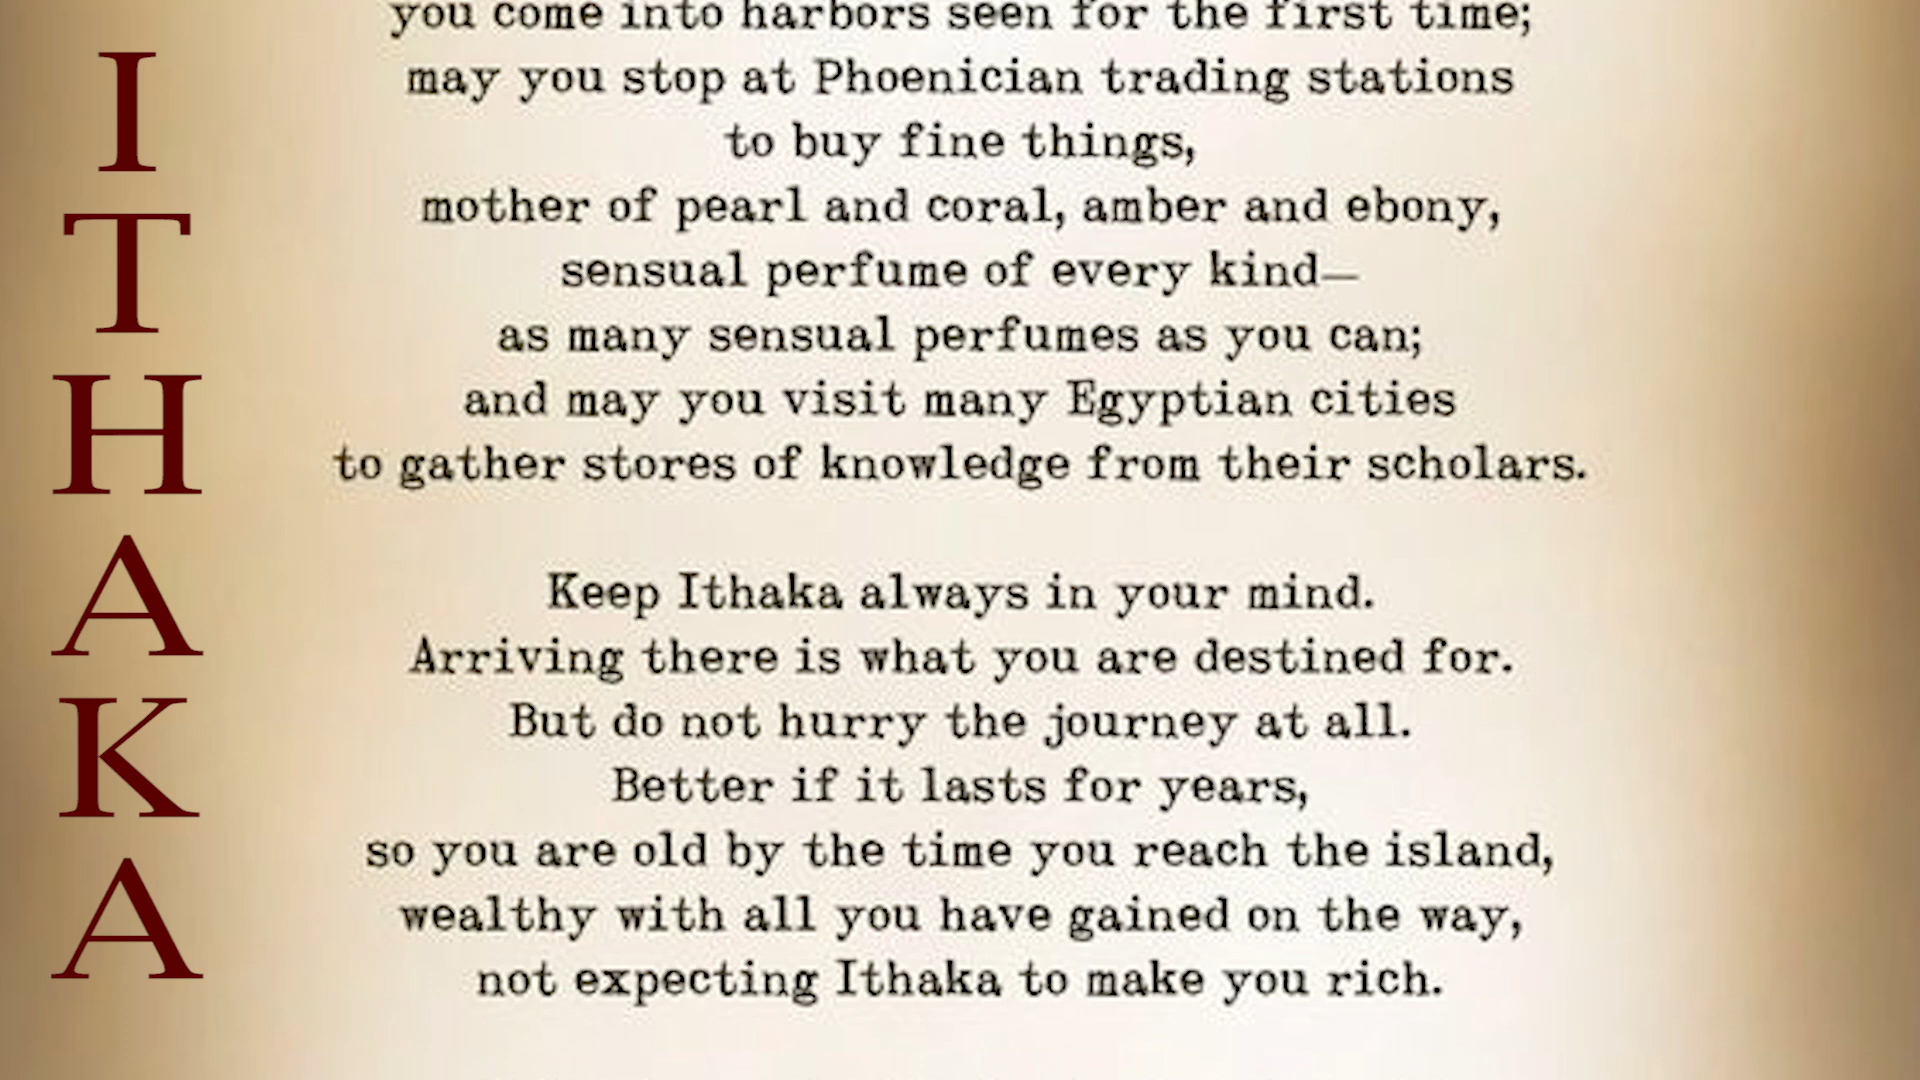 ITHAKA
you come into harbors seen for the first time;
may you stop at Phoenician trading stations
to buy fine things,
mother of pearl and coral, amber and ebony,
sensual perfume of every kind—
as many sensual perfumes as you can;
and may you visit many Egyptian cities
to gather stores of knowledge from their scholars.
Keep Ithaka always in your mind.
Arriving there is what you are destined for.
But do not hurry the journey at all.
Better if it lasts for years,
so you are old by the time you reach the island,
wealthy with all you have gained on the way,
not expecting Ithaka to make you rich.